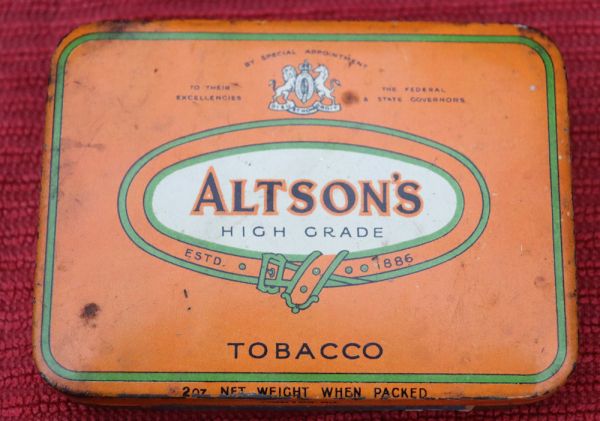 BY SPECIAL APPOINTMENT
TO THEIR
EXCELLENCIES
THE FEDERAL
& STATE GOVERNORS
ALTSON'S
HIGH GRADE
ESTD. 1886
TOBACCO
2OZ NET WEIGHT WHEN PACKED